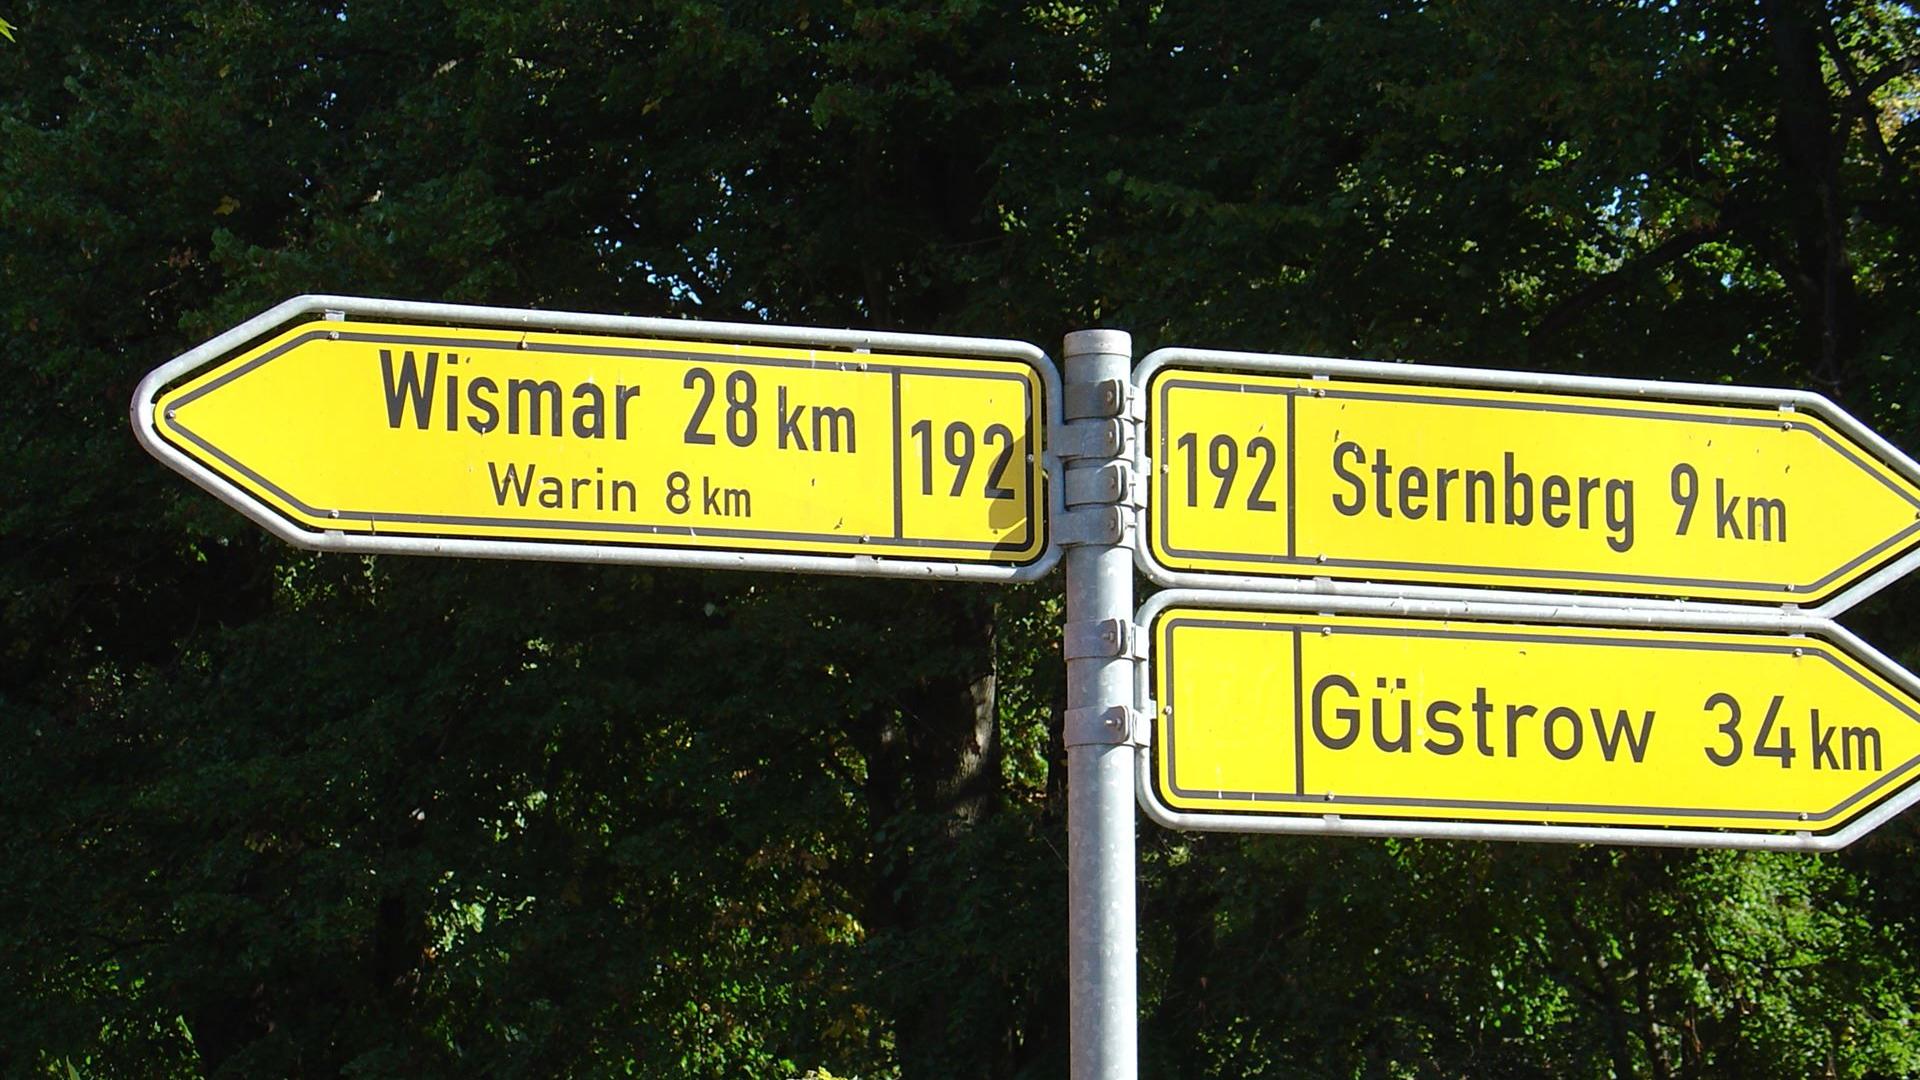 Wismar 28 km
Warin 8 km
192
192
Sternberg 9 km
Güstrow 34 km